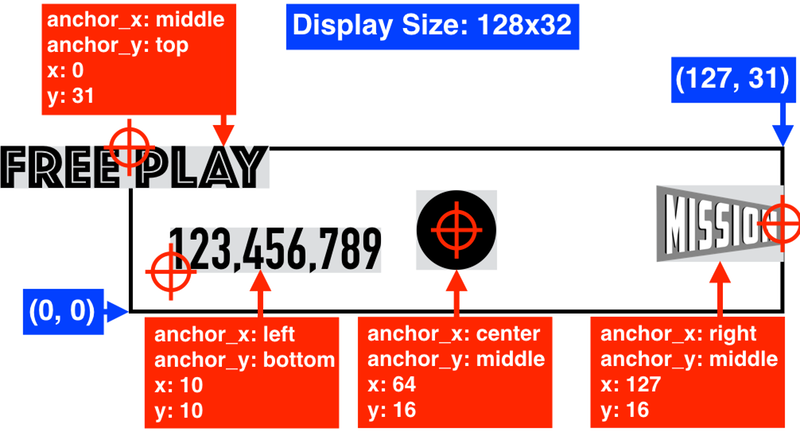 anchor_x: middle
anchor_y: top
x: 0
y: 31
Display Size: 128x32
(127, 31)
FREE PLAY
123,456,789
MISSION
(0, 0)
anchor_x: left
anchor_y: bottom
x: 10
y: 10
anchor_x: center
anchor_y: middle
x: 64
y: 16
anchor_x: right
anchor_y: middle
x: 127
y: 16